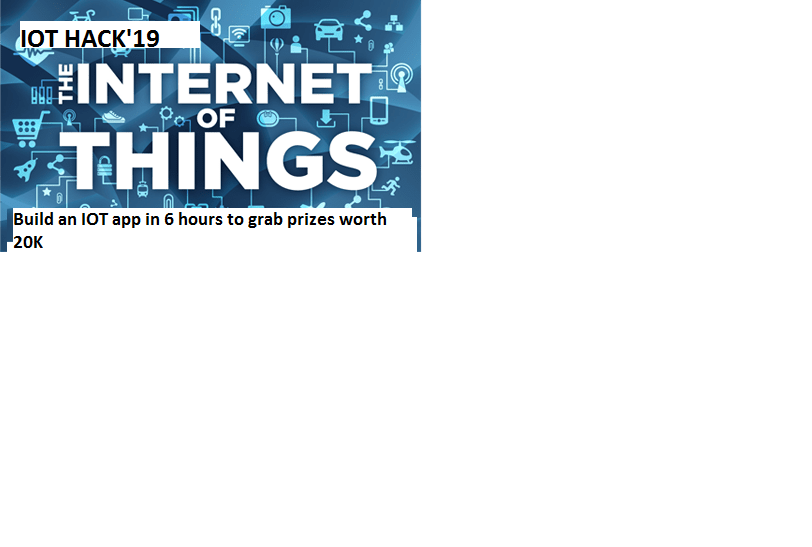 IOT HACK'19
THE INTERNET
OF
THINGS
Build an IOT app in 6 hours to grab prizes worth
20K